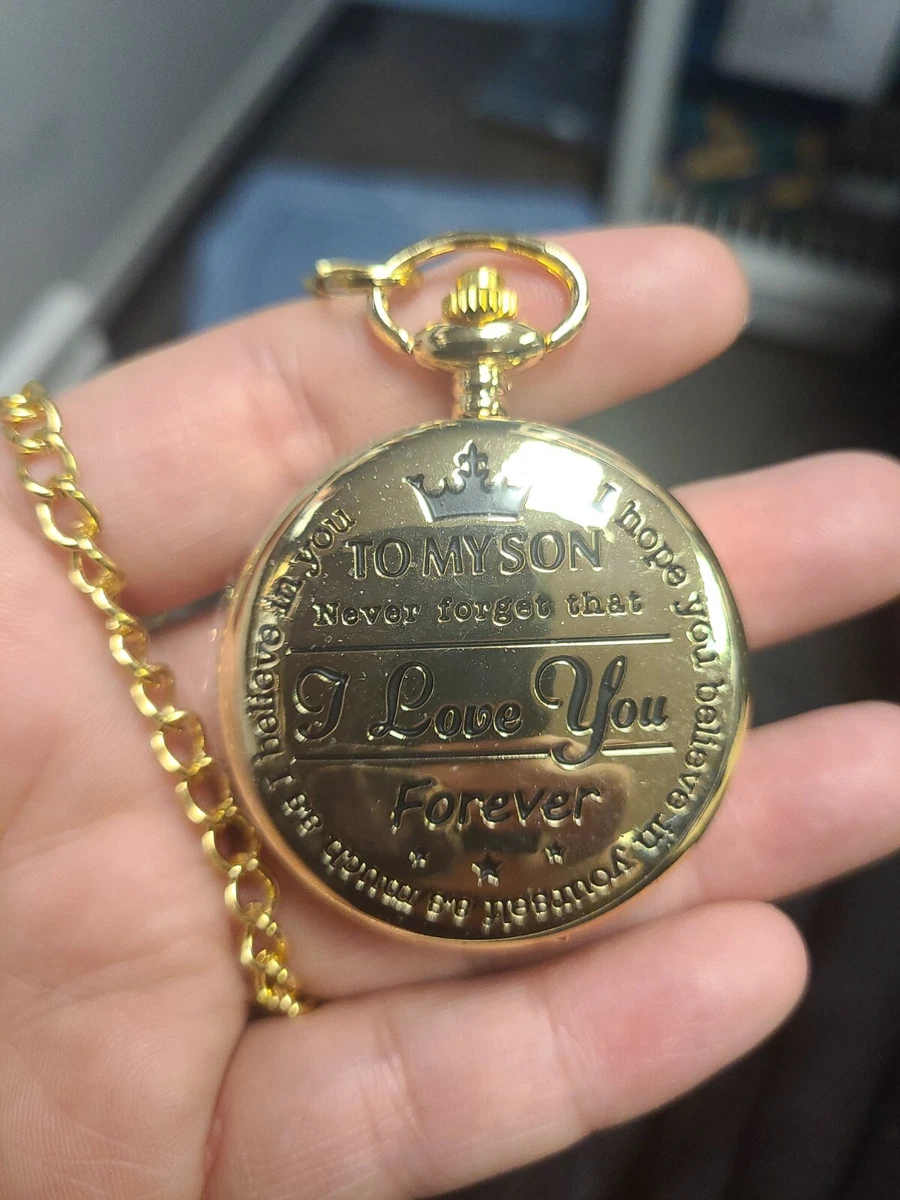 TO MY SON
Never forget that
I Love You
Forever
I hope you believe in yourself as much as I believe in you